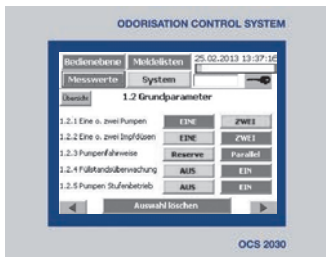 ODORISATION CONTROL SYSTEM
Bedienebene Meldelisten 25.02.2013 13:37:16
Messwerte System
Übersicht 1.2 Grundparameter
1.2.1 Eine o. zwei Pumpen EINE ZWEI
1.2.2 Eine o. zwei Impfdüsen EINE ZWEI
1.2.3 Pumpenfahrweise Reserve Parallel
1.2.4 Füllstandsüberwachung AUS EIN
1.2.5 Pumpen Stufenbetrieb AUS EIN
Auswahl löschen
OCS 2030